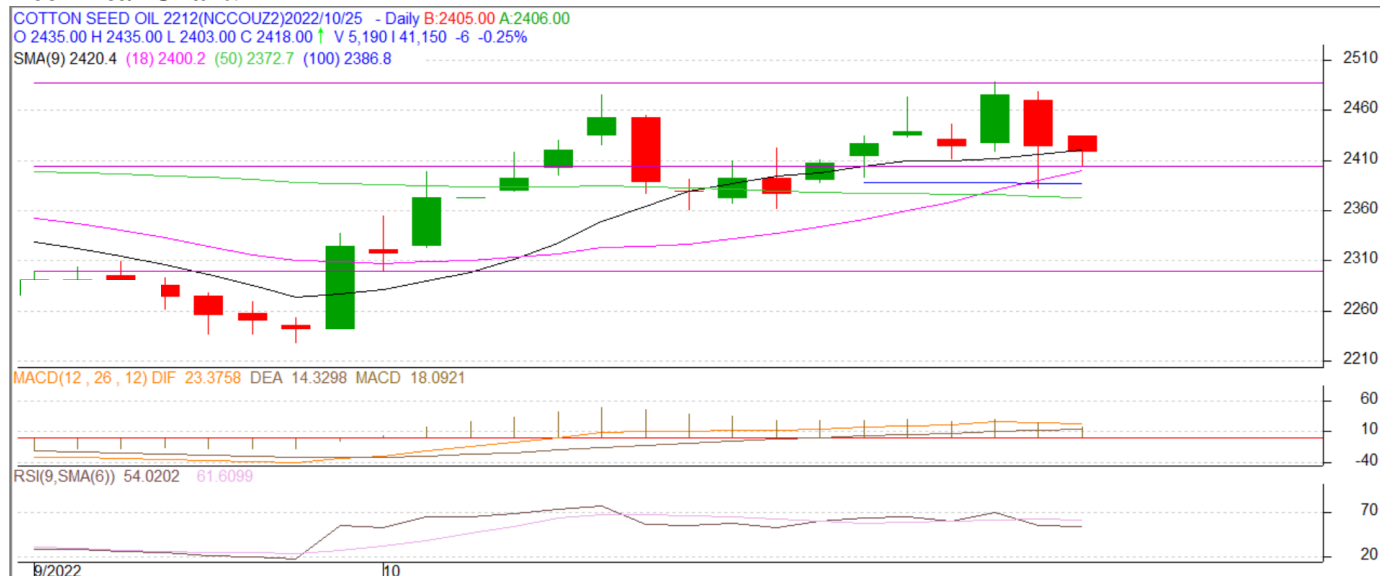 COTTON SEED OIL 2212(NCCOUZ2)2022/10/25 - Daily B:2405.00 A:2406.00
O 2435.00 H 2435.00 L 2403.00 C 2418.00 ↑ V 5,190 I 41,150 -6 -0.25%
SMA(9) 2420.4 (18) 2400.2 (50) 2372.7 (100) 2386.8
2510
2460
2410
2360
2310
2260
2210
MACD(12 , 26 , 12) DIF 23.3758 DEA 14.3298 MACD 18.0921
60
10
-40
RSI(9,SMA(6)) 54.0202 61.6099
70
20
9/2022 10